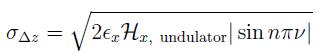 σ_{Δz} = √(2ϵ_x ℋ_{x, undulator} | sin nπν|)